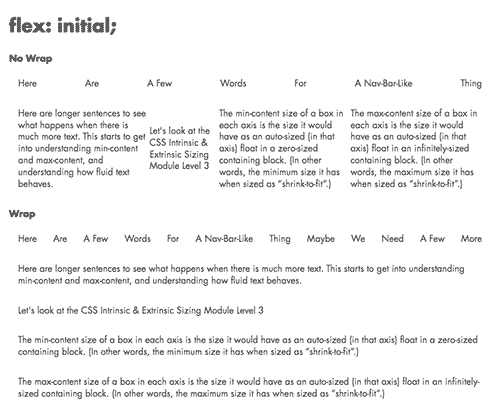 flex: initial;
No Wrap
Here Are A Few Words For A Nav-Bar-Like Thing
Here are longer sentences to see
what happens when there is
much more text. This starts to get
into understanding min-content
and max-content, and
understanding how fluid text
behaves.
Let's look at the
CSS Intrinsic &
Extrinsic Sizing
Module Level 3
The min-content size of a box in
each axis is the size it would
have as an auto-sized (in that
axis) float in a zero-sized
containing block. (In other
words, the minimum size it has
when sized as “shrink-to-fit”.)
The max-content size of a box in
each axis is the size it would
have as an auto-sized (in that
axis) float in an infinitely-sized
containing block. (In other
words, the maximum size it has
when sized as “shrink-to-fit”.)
Wrap
Here Are A Few Words For A Nav-Bar-Like Thing Maybe We Need A Few More
Here are longer sentences to see what happens when there is much more text. This starts to get into understanding
min-content and max-content, and understanding how fluid text behaves.
Let's look at the CSS Intrinsic & Extrinsic Sizing Module Level 3
The min-content size of a box in each axis is the size it would have as an auto-sized (in that axis) float in a zero-sized
containing block. (In other words, the minimum size it has when sized as “shrink-to-fit”.)
The max-content size of a box in each axis is the size it would have as an auto-sized (in that axis) float in an infinitely-
sized containing block. (In other words, the maximum size it has when sized as “shrink-to-fit”.)